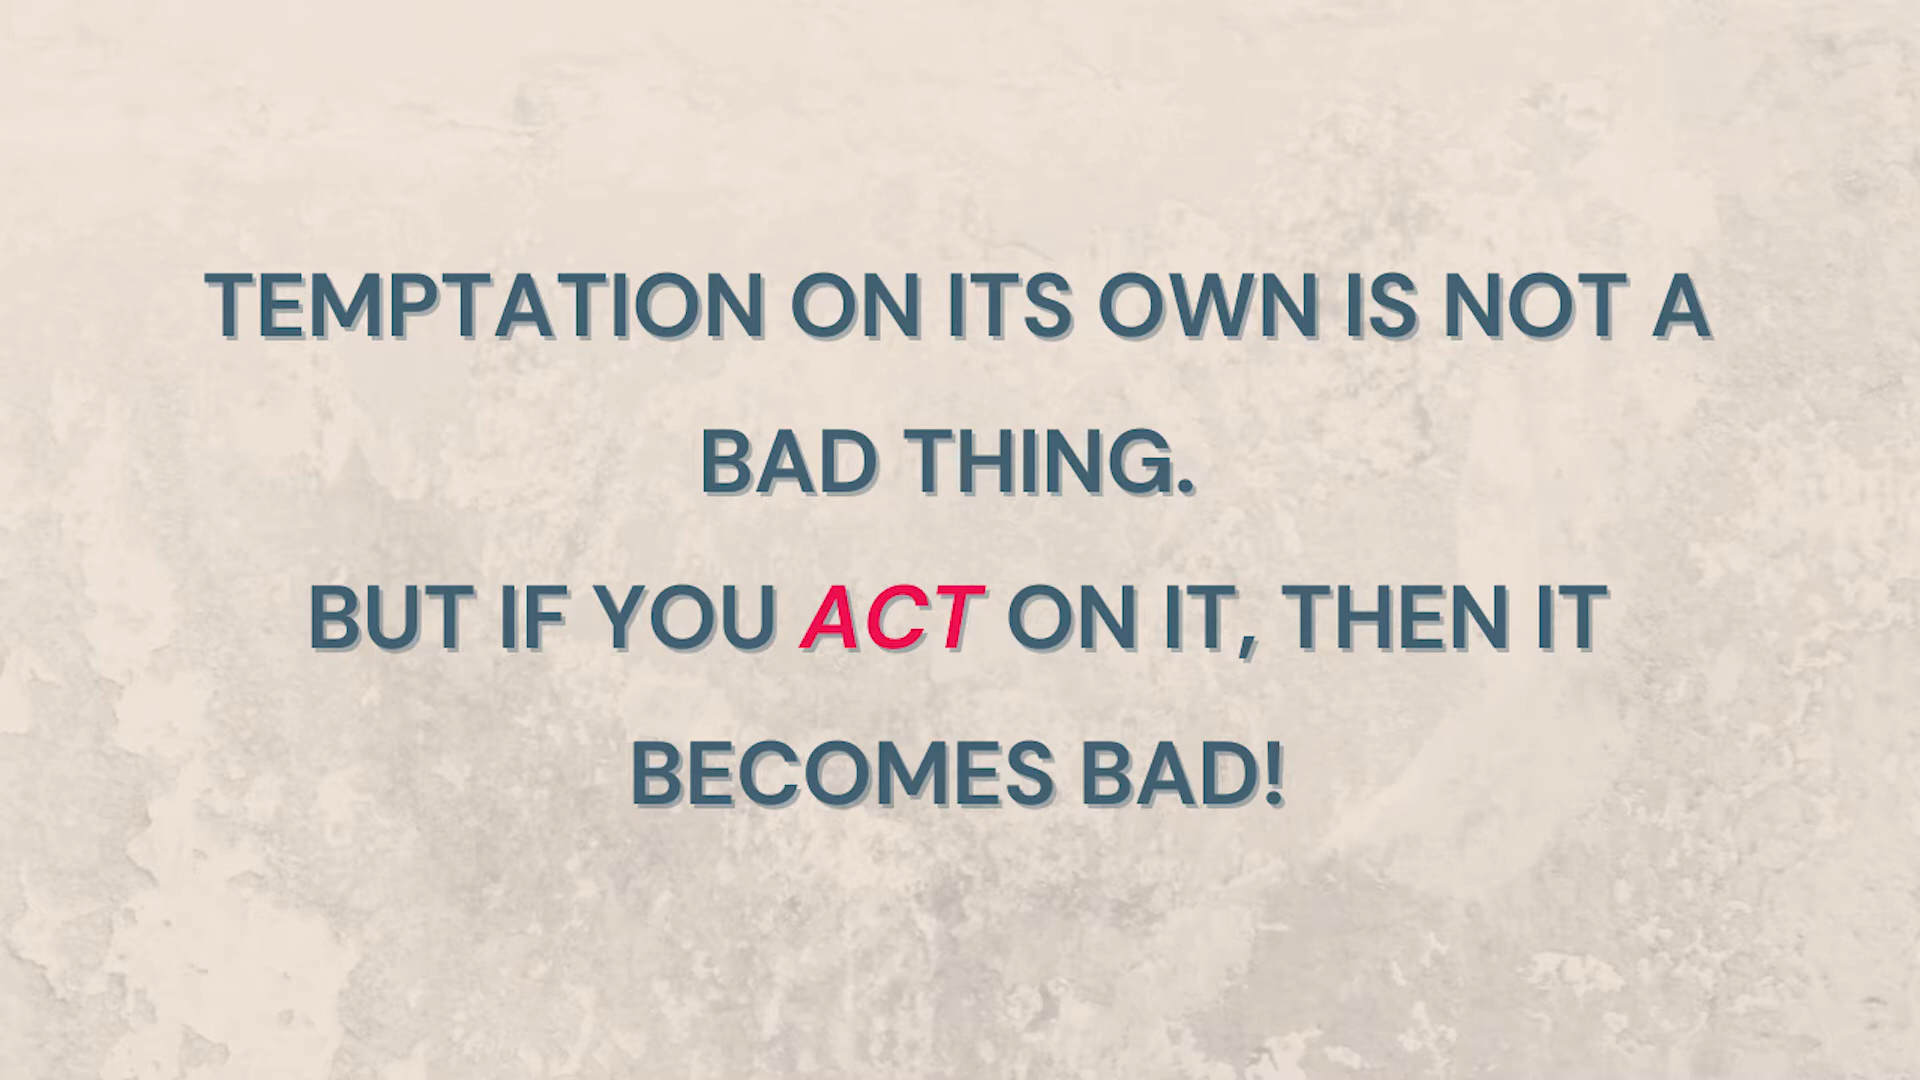 TEMPTATION ON ITS OWN IS NOT A
BAD THING.
BUT IF YOU ACT ON IT, THEN IT
BECOMES BAD!